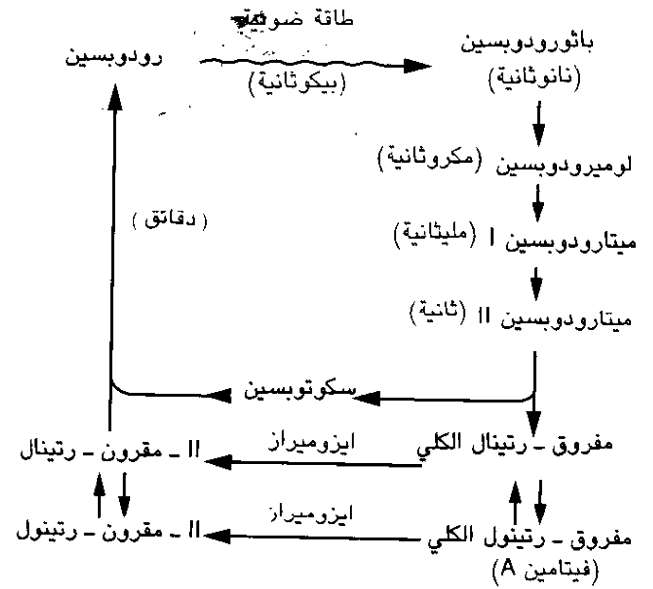 طاقة ضوئية
رودوبسين
(بيكوثانية)
باثورودوبسين
(نانوثانية)
لوميرودوبسين (مكروثانية)
(دقائق)
ميتارودوبسين I (مليثانية)
ميتارودوبسين II (ثانية)
سكوتوبسين
مفروق - رتينال الكلي
ايزوميراز
II - مقرون - رتينال
مفروق - رتينول الكلي
(فيتامين A)
ايزوميراز
II - مقرون - رتينول